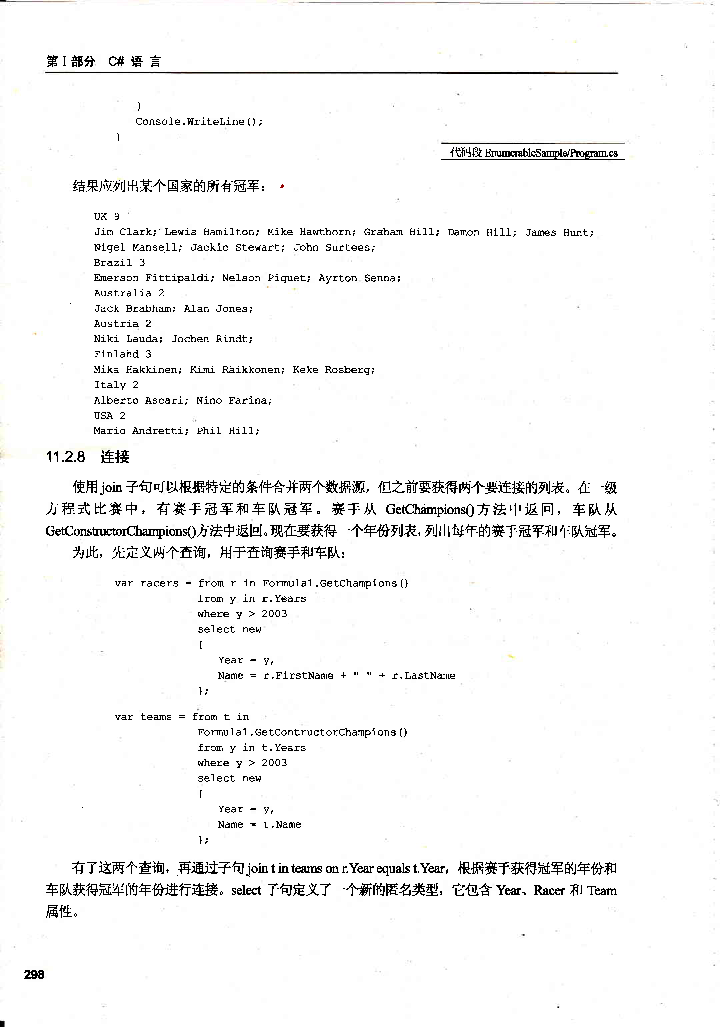 第 I 部分 C# 语 言
}
Console.WriteLine();
}
代码段 EnumerableSample/Program.cs
结果应列出某个国家的所有冠军：
UK 9
Jim Clark; Lewis Hamilton; Mike Hawthorn; Graham Hill; Damon Hill; James Hunt;
Nigel Mansell; Jackie Stewart; John Surtees;
Brazil 3
Emerson Fittipaldi; Nelson Piquet; Ayrton Senna;
Australia 2
Jack Brabham; Alan Jones;
Austria 2
Niki Lauda; Jochen Rindt;
Finland 3
Mika Hakkinen; Kimi Raikkonen; Keke Rosberg;
Italy 2
Alberto Ascari; Nino Farina;
USA 2
Mario Andretti; Phil Hill;
11.2.8 连接
使用 join 子句可以根据特定的条件合并两个数据源，但之前要获得两个要连接的列表。在一级
方程式比赛中，有赛手冠军和车队冠军。赛手从 GetChampions()方法中返回，车队从
GetConstructorChampions()方法中返回。现在要获得一个年份列表，列出每年的赛手冠军和车队冠军。
为此，先定义两个查询，用于查询赛手和车队：
var racers = from r in Formula1.GetChampions()
from y in r.Years
where y > 2003
select new
{
Year = y,
Name = r.FirstName + " " + r.LastName
};
var teams = from t in
Formula1.GetContructorChampions()
from y in t.Years
where y > 2003
select new
{
Year = y,
Name = t.Name
};
有了这两个查询，再通过子句 join t in teams on r.Year equals t.Year，根据赛手获得冠军的年份和
车队获得冠军的年份进行连接。select 子句定义了一个新的匿名类型，它包含 Year、Racer 和 Team
属性。
298